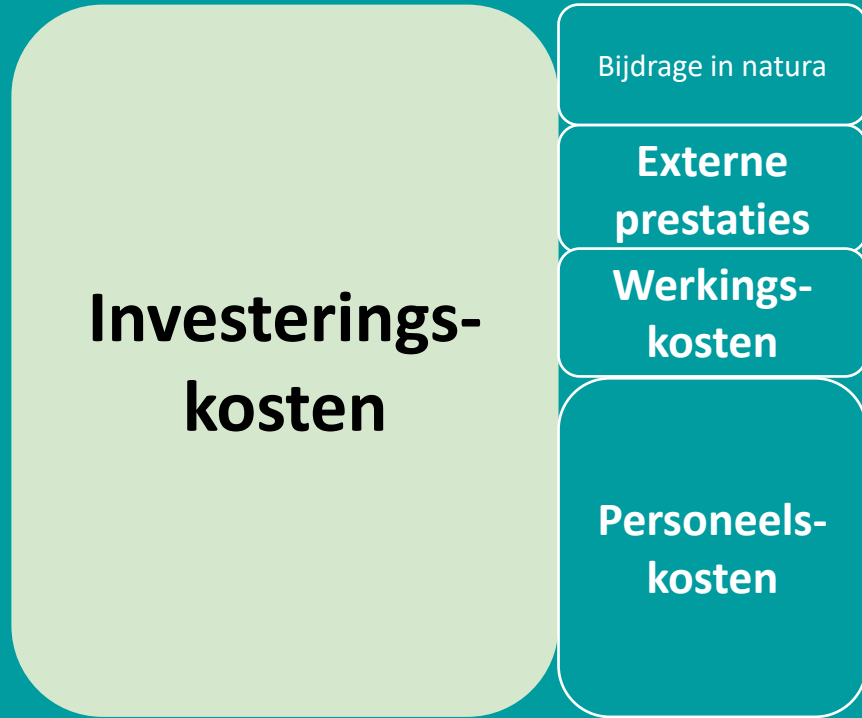 Investerings-
kosten
Bijdrage in natura
Externe
prestaties
Werkings-
kosten
Personeels-
kosten